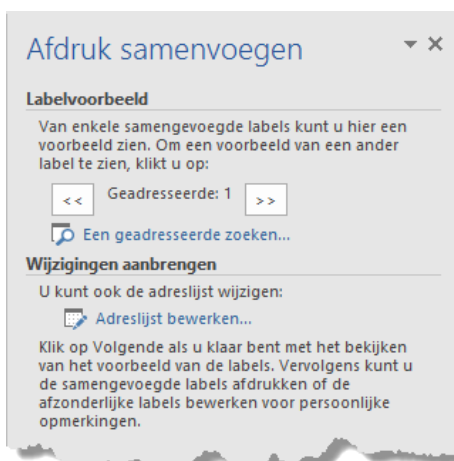 Afdruk samenvoegen
Labelvoorbeeld
Van enkele samengevoegde labels kunt u hier een
voorbeeld zien. Om een voorbeeld van een ander
label te zien, klikt u op:
<< Geadresseerde: 1 >>
Een geadresseerde zoeken...
Wijzigingen aanbrengen
U kunt ook de adreslijst wijzigen:
Adreslijst bewerken...
Klik op Volgende als u klaar bent met het bekijken
van het voorbeeld van de labels. Vervolgens kunt u
de samengevoegde labels afdrukken of de
afzonderlijke labels bewerken voor persoonlijke
opmerkingen.